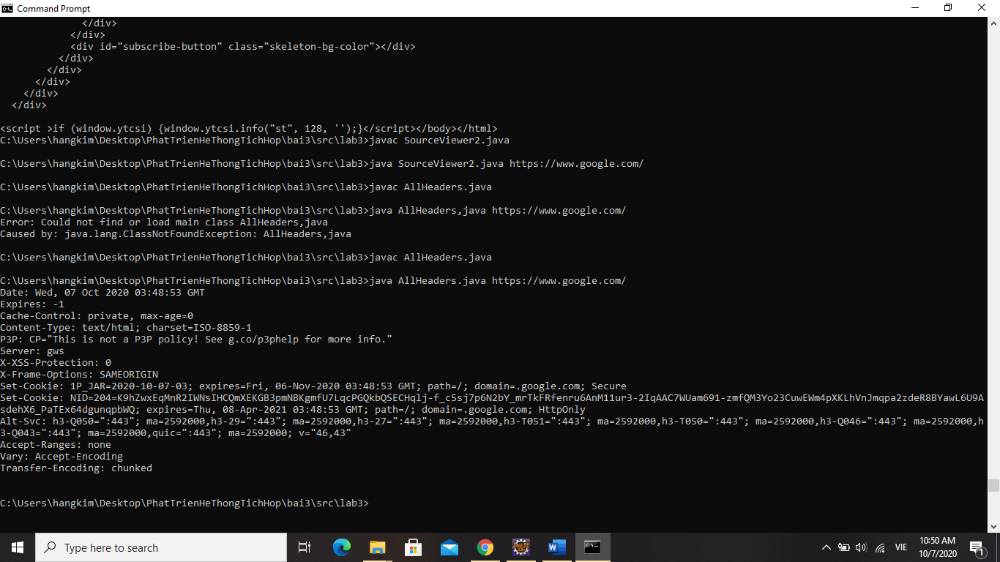 Command Prompt
</div>
</div>
<div id="subscribe-button" class="skeleton-bg-color"></div>
</div>
</div>
</div>
</div>
</div>
<script >if (window.ytcsi) {window.ytcsi.info("st", 128, '');}</script></body></html>
C:\Users\hangkim\Desktop\PhatTrienHeThongTichHop\bai3\src\lab3>javac SourceViewer2.java
C:\Users\hangkim\Desktop\PhatTrienHeThongTichHop\bai3\src\lab3>java SourceViewer2.java https://www.google.com/
C:\Users\hangkim\Desktop\PhatTrienHeThongTichHop\bai3\src\lab3>javac AllHeaders.java
C:\Users\hangkim\Desktop\PhatTrienHeThongTichHop\bai3\src\lab3>java AllHeaders,java https://www.google.com/
Error: Could not find or load main class AllHeaders,java
Caused by: java.lang.ClassNotFoundException: AllHeaders,java
C:\Users\hangkim\Desktop\PhatTrienHeThongTichHop\bai3\src\lab3>javac AllHeaders.java
C:\Users\hangkim\Desktop\PhatTrienHeThongTichHop\bai3\src\lab3>java AllHeaders.java https://www.google.com/
Date: Wed, 07 Oct 2020 03:48:53 GMT
Expires: -1
Cache-Control: private, max-age=0
Content-Type: text/html; charset=ISO-8859-1
P3P: CP="This is not a P3P policy! See g.co/p3phelp for more info."
Server: gws
X-XSS-Protection: 0
X-Frame-Options: SAMEORIGIN
Set-Cookie: 1P_JAR=2020-10-07-03; expires=Fri, 06-Nov-2020 03:48:53 GMT; path=/; domain=.google.com; Secure
Set-Cookie: NID=204=K9hZwxEqMnR2IWNsIHCQmXEKGB3pmNBKgmfU7LqcPGQkbQSECHqlj-f_c5sj7p6N2bY_mrTkFRfenru6AnM11ur3-2IqAAC7WUam691-zmfQM3Yo23CuwEWm4pXKLhVnJmqpa2zdeR8BYawL6U9A
sdehX6_PaTEx64dgunqpbWQ; expires=Thu, 08-Apr-2021 03:48:53 GMT; path=/; domain=.google.com; HttpOnly
Alt-Svc: h3-Q050=":443"; ma=2592000,h3-29=":443"; ma=2592000,h3-27=":443"; ma=2592000,h3-T051=":443"; ma=2592000,h3-T050=":443"; ma=2592000,h3-Q046=":443"; ma=2592000,h
3-Q043=":443"; ma=2592000,quic=":443"; ma=2592000; v="46,43"
Accept-Ranges: none
Vary: Accept-Encoding
Transfer-Encoding: chunked
C:\Users\hangkim\Desktop\PhatTrienHeThongTichHop\bai3\src\lab3>
Type here to search
VIE
10:50 AM
10/7/2020
1